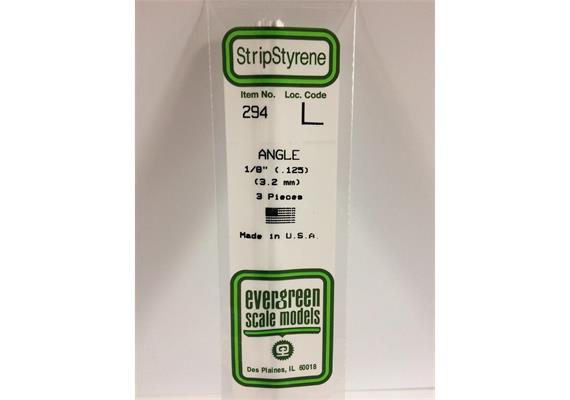 StripStyrene
Item No. Loc. Code
294 L
ANGLE
1/8" (.125)
(3.2 mm)
3 Pieces
Made in U.S.A.
evergreen
scale models
Des Plaines, IL 60018